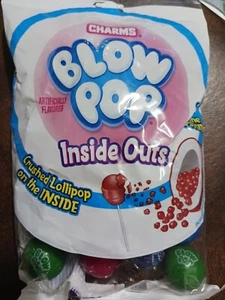 CHARMS
BLOW
POP
ARTIFICIALLY
FLAVORED
Inside Outs
Crushed Lollipop
on the INSIDE